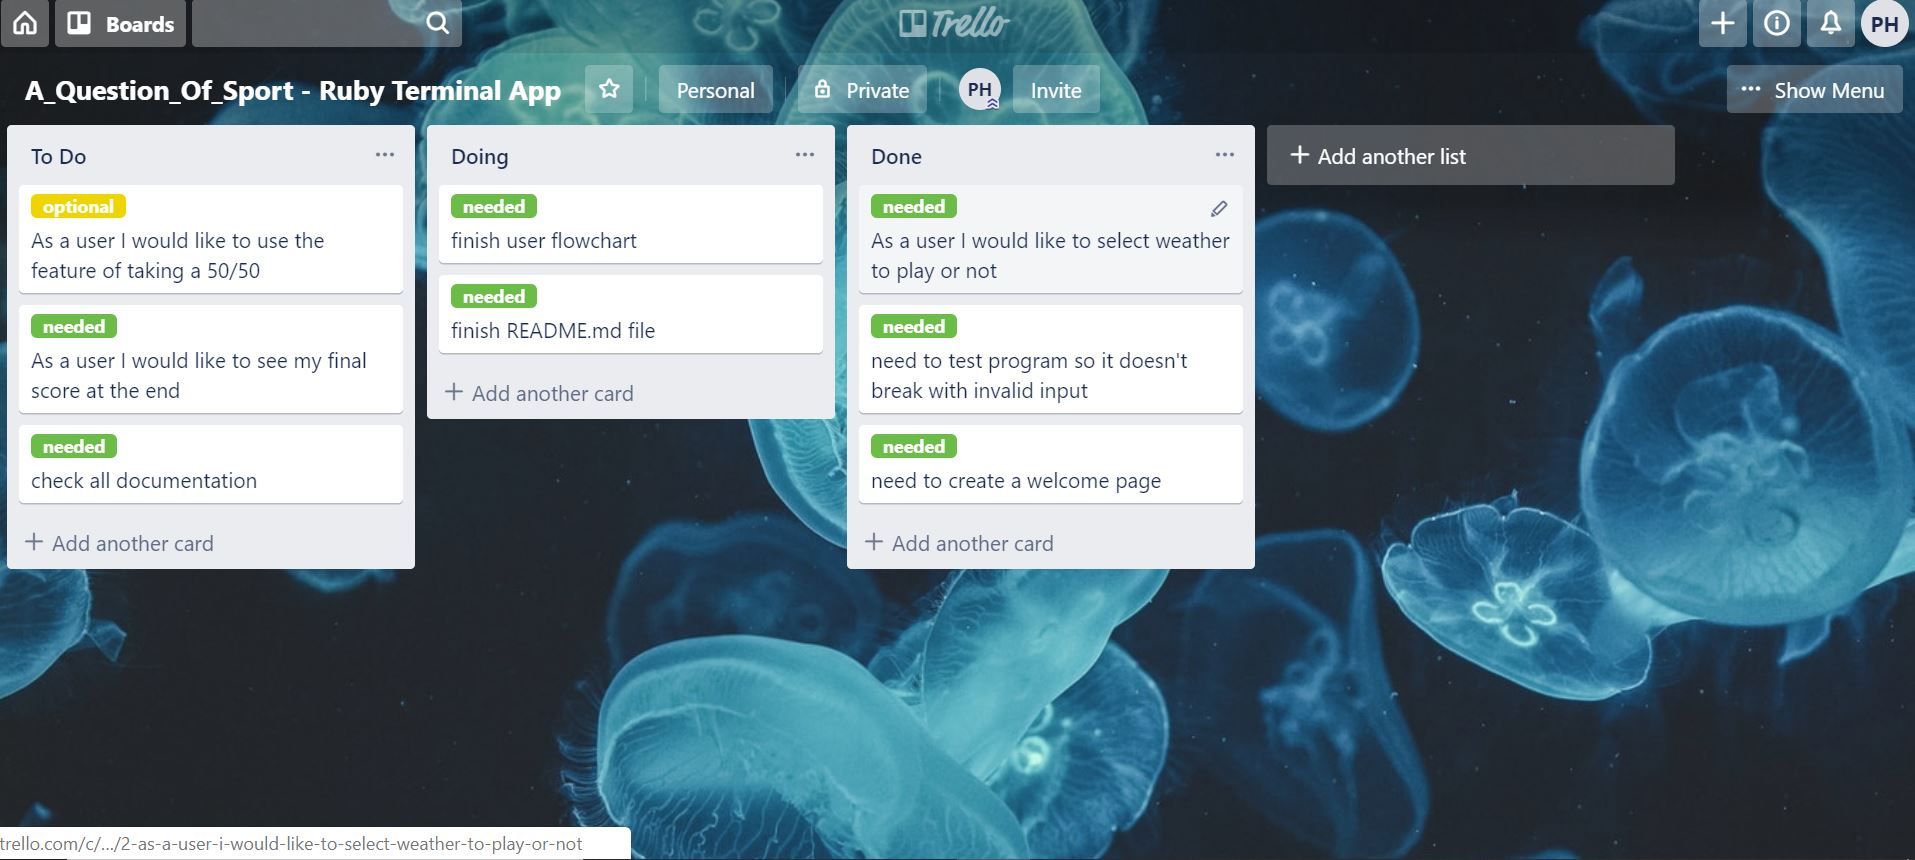 Boards
Trello
PH
A_Question_Of_Sport - Ruby Terminal App
Personal
Private
PH
Invite
... Show Menu
To Do
optional
As a user I would like to use the
feature of taking a 50/50
needed
As a user I would like to see my final
score at the end
needed
check all documentation
+ Add another card
Doing
needed
finish user flowchart
needed
finish README.md file
+ Add another card
Done
needed
As a user I would like to select weather
to play or not
needed
need to test program so it doesn't
break with invalid input
needed
need to create a welcome page
+ Add another card
+ Add another list
trello.com/c/.../2-as-a-user-i-would-like-to-select-weather-to-play-or-not